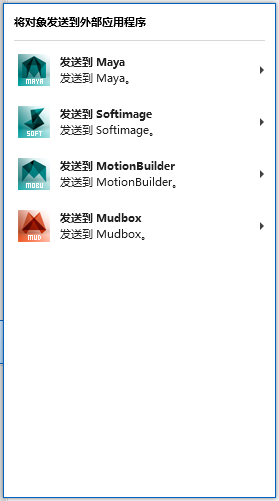 将对象发送到外部应用程序
发送到 Maya
发送到 Maya。
MAYA
发送到 Softimage
发送到 Softimage。
SOFT
发送到 MotionBuilder
发送到 MotionBuilder。
MOBU
发送到 Mudbox
发送到 Mudbox。
MUD